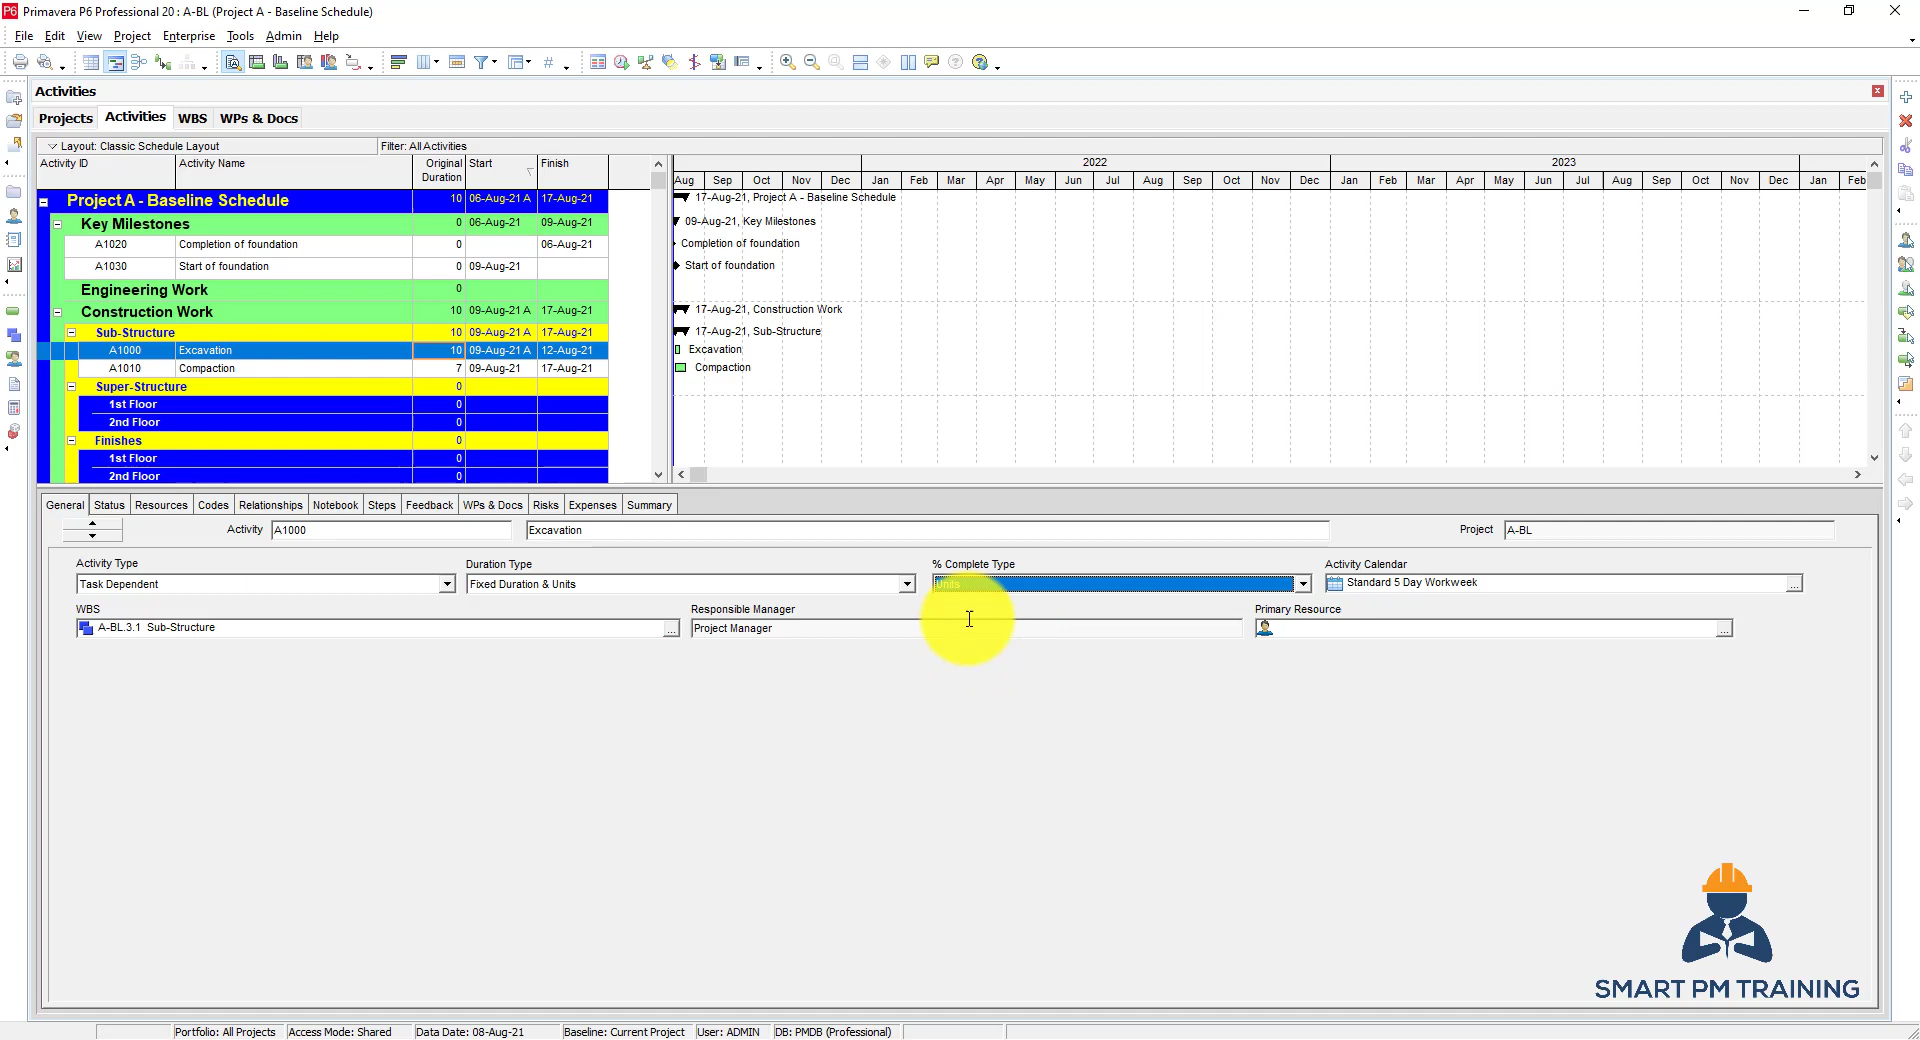 P6 Primavera P6 Professional 20 : A-BL (Project A - Baseline Schedule)
File Edit View Project Enterprise Tools Admin Help
Activities
Projects Activities WBS WPs & Docs
Layout: Classic Schedule Layout Filter: All Activities
Activity ID Activity Name Original Duration Start Finish
2022 2023
Aug Sep Oct Nov Dec Jan Feb Mar Apr May Jun Jul Aug Sep Oct Nov Dec Jan Feb Mar Apr May Jun Jul Aug Sep Oct Nov Dec Jan Feb
Project A - Baseline Schedule 10 06-Aug-21 A 17-Aug-21 17-Aug-21, Project A - Baseline Schedule
Key Milestones 0 06-Aug-21 09-Aug-21 09-Aug-21, Key Milestones
A1020 Completion of foundation 0 06-Aug-21 Completion of foundation
A1030 Start of foundation 0 09-Aug-21 Start of foundation
Engineering Work 0
Construction Work 10 09-Aug-21 A 17-Aug-21 17-Aug-21, Construction Work
Sub-Structure 10 09-Aug-21 A 17-Aug-21 17-Aug-21, Sub-Structure
A1000 Excavation 10 09-Aug-21 A 12-Aug-21 Excavation
A1010 Compaction 7 09-Aug-21 17-Aug-21 Compaction
Super-Structure 0
1st Floor 0
2nd Floor 0
Finishes 0
1st Floor 0
2nd Floor 0
General Status Resources Codes Relationships Notebook Steps Feedback WPs & Docs Risks Expenses Summary
Activity A1000 Excavation Project A-BL
Activity Type Duration Type % Complete Type Activity Calendar
Task Dependent Fixed Duration & Units Units Standard 5 Day Workweek
WBS Responsible Manager Primary Resource
A-BL.3.1 Sub-Structure Project Manager
SMART PM TRAINING
Portfolio: All Projects Access Mode: Shared Data Date: 08-Aug-21 Baseline: Current Project User: ADMIN DB: PMDB (Professional)